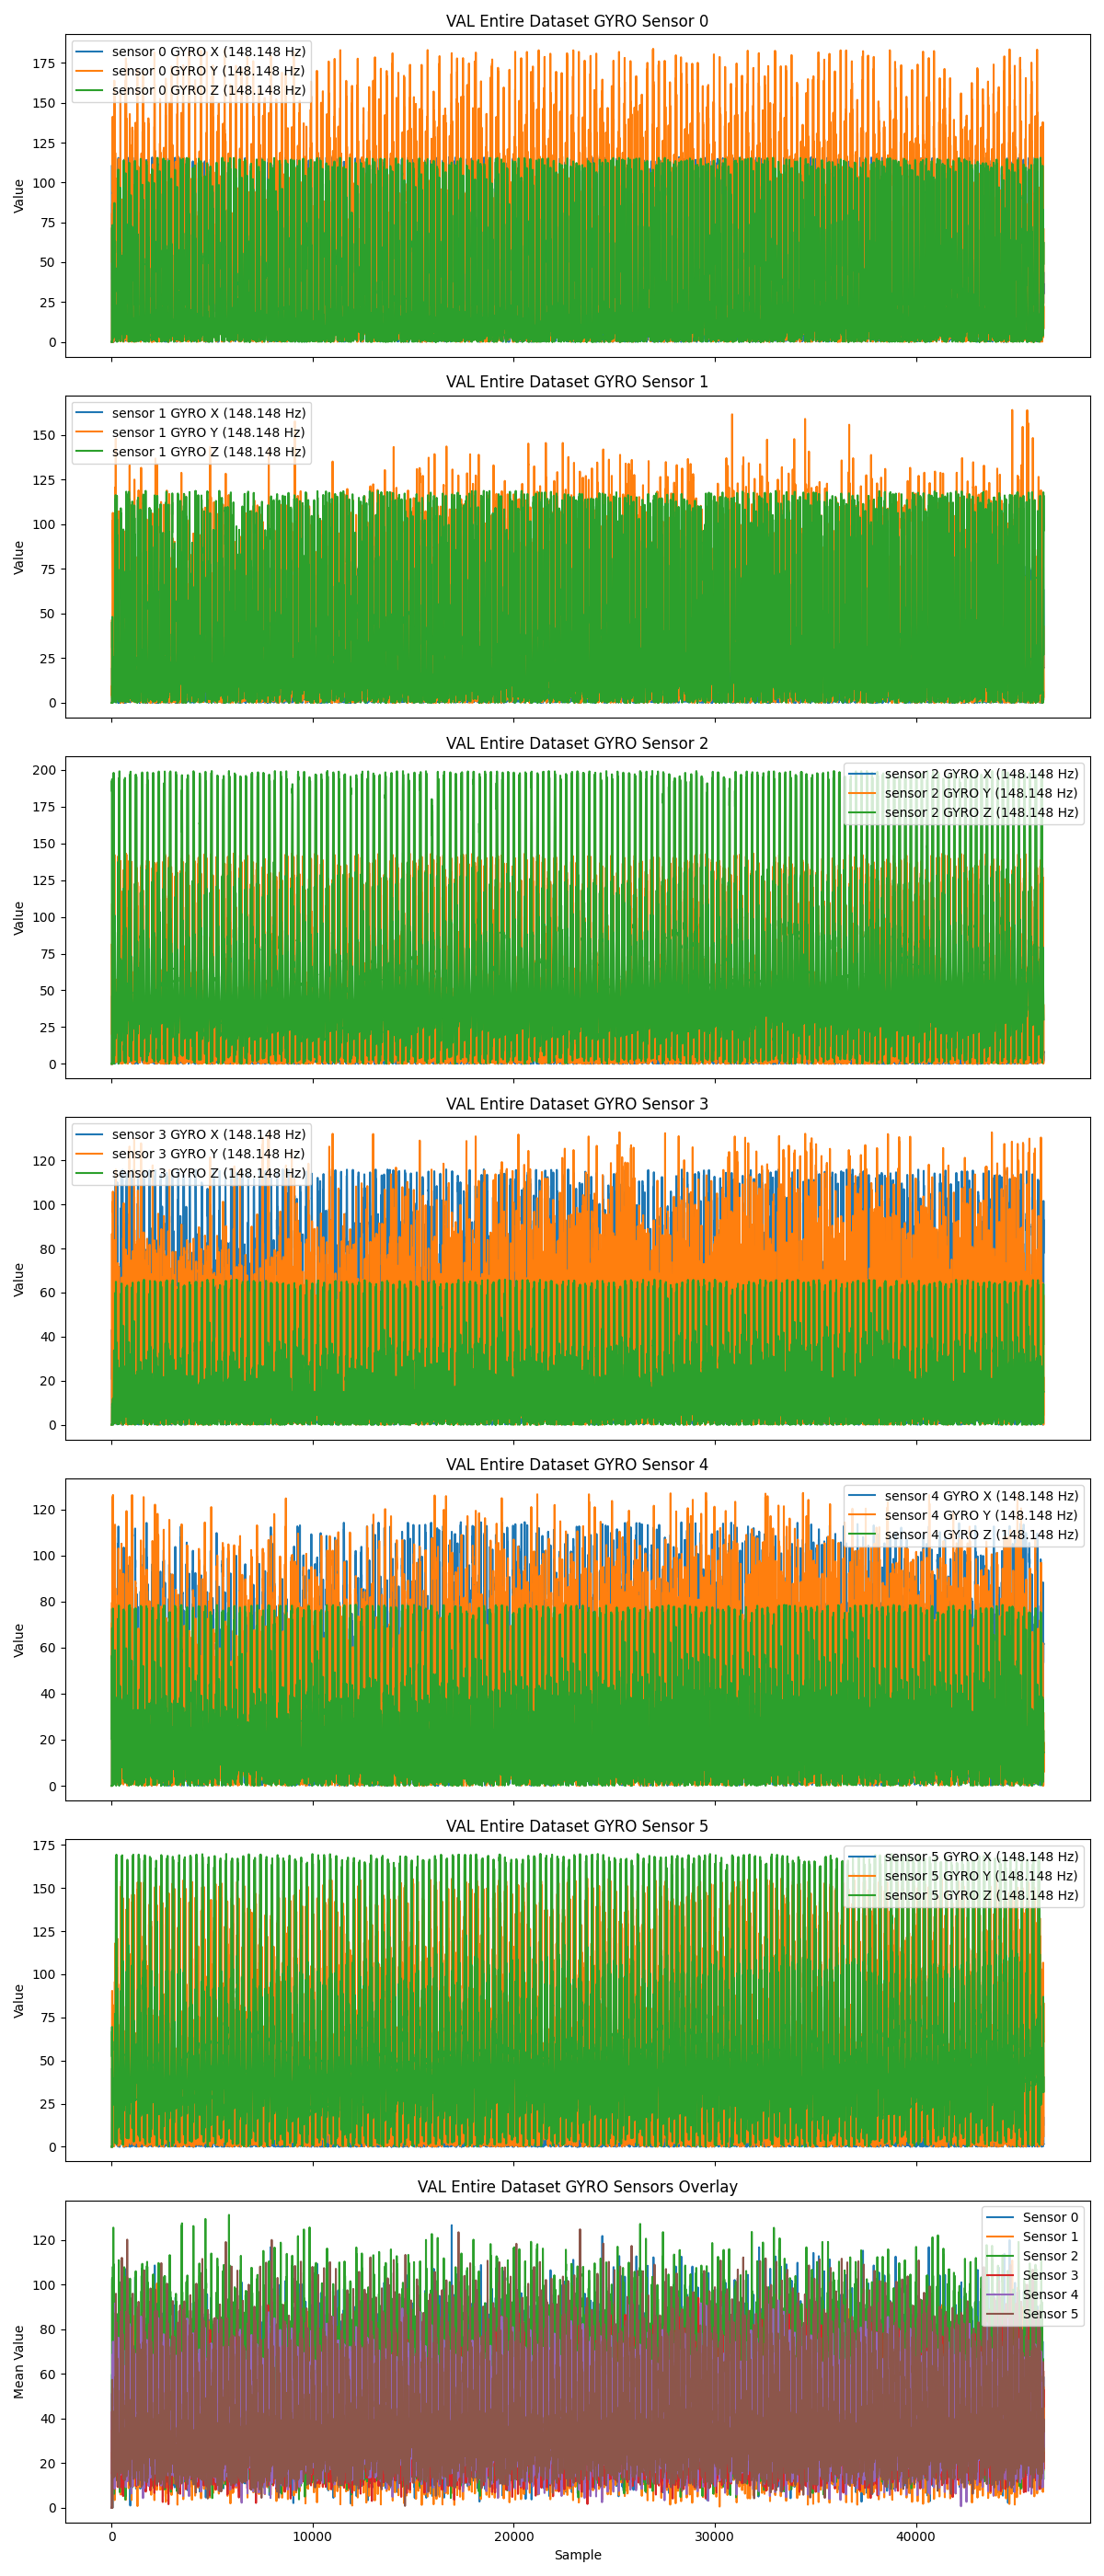 VAL Entire Dataset GYRO Sensor 0
sensor 0 GYRO X (148.148 Hz)
sensor 0 GYRO Y (148.148 Hz)
sensor 0 GYRO Z (148.148 Hz)
175
150
125
100
75
50
25
0
Value
VAL Entire Dataset GYRO Sensor 1
sensor 1 GYRO X (148.148 Hz)
sensor 1 GYRO Y (148.148 Hz)
sensor 1 GYRO Z (148.148 Hz)
150
125
100
75
50
25
0
Value
VAL Entire Dataset GYRO Sensor 2
sensor 2 GYRO X (148.148 Hz)
sensor 2 GYRO Y (148.148 Hz)
sensor 2 GYRO Z (148.148 Hz)
200
175
150
125
100
75
50
25
0
Value
VAL Entire Dataset GYRO Sensor 3
sensor 3 GYRO X (148.148 Hz)
sensor 3 GYRO Y (148.148 Hz)
sensor 3 GYRO Z (148.148 Hz)
120
100
80
60
40
20
0
Value
VAL Entire Dataset GYRO Sensor 4
sensor 4 GYRO X (148.148 Hz)
sensor 4 GYRO Y (148.148 Hz)
sensor 4 GYRO Z (148.148 Hz)
120
100
80
60
40
20
0
Value
VAL Entire Dataset GYRO Sensor 5
sensor 5 GYRO X (148.148 Hz)
sensor 5 GYRO Y (148.148 Hz)
sensor 5 GYRO Z (148.148 Hz)
175
150
125
100
75
50
25
0
Value
VAL Entire Dataset GYRO Sensors Overlay
Sensor 0
Sensor 1
Sensor 2
Sensor 3
Sensor 4
Sensor 5
120
100
80
60
40
20
0
Mean Value
0 10000 20000 30000 40000
Sample